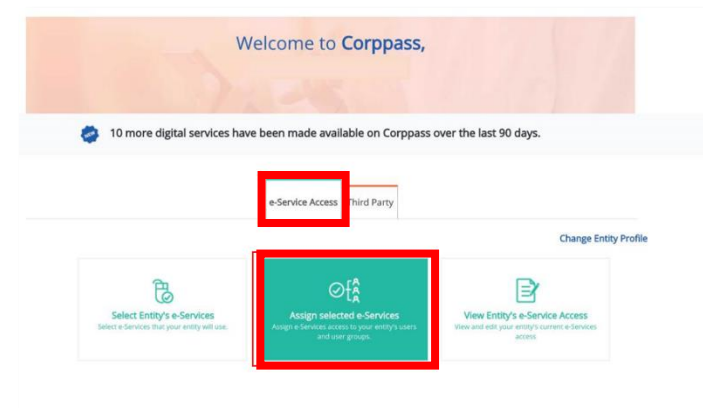 Welcome to Corppass,
NEW
10 more digital services have been made available on Corppass over the last 90 days.
e-Service Access
Third Party
Change Entity Profile
Select Entity's e-Services
Select e-Services that your entity will use.
Assign selected e-Services
Assign e-Services access to your entity's users
and user groups.
View Entity's e-Service Access
View and edit your entity's current e-Services
access